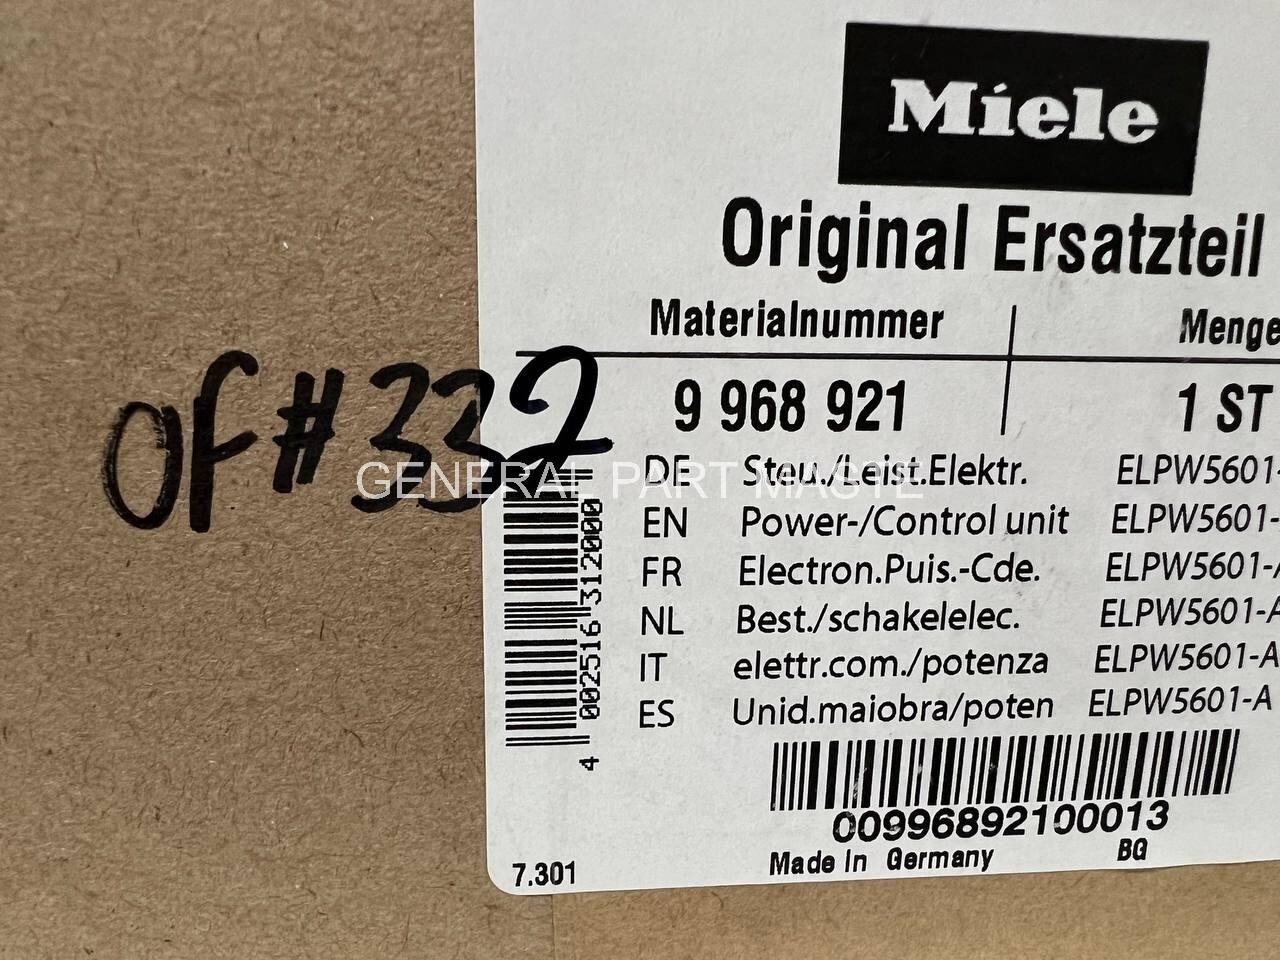 Miele
Original Ersatzteil
Materialnummer Menge
9 968 921 1 ST
OF #332
GENERAL PART MASTE
DE Steu./Leist.Elektr. ELPW5601-
EN Power-/Control unit ELPW5601-
FR Electron.Puis.-Cde. ELPW5601-A
NL Best./schakelelec. ELPW5601-A
IT elettr.com./potenza ELPW5601-A
ES Unid.maiobra/poten ELPW5601-A
4 002516 312000
00996892100013
Made in Germany BG
7.301